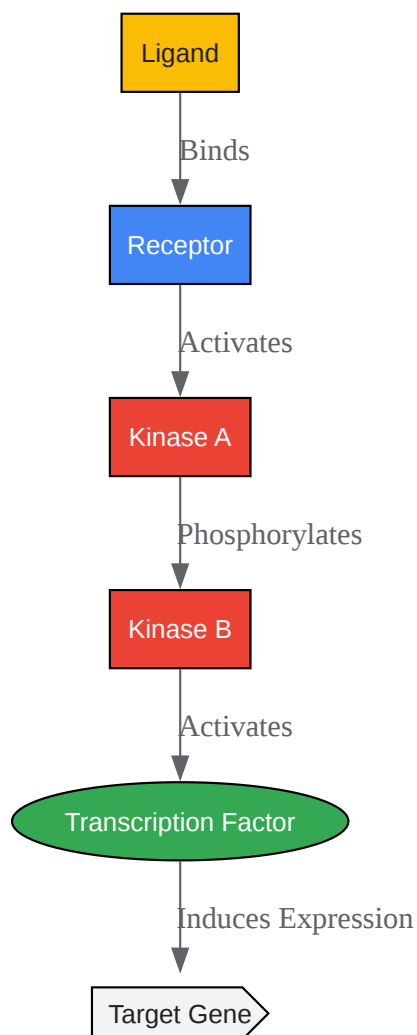 Ligand
Binds
Receptor
Activates
Kinase A
Phosphorylates
Kinase B
Activates
Transcription Factor
Induces Expression
Target Gene